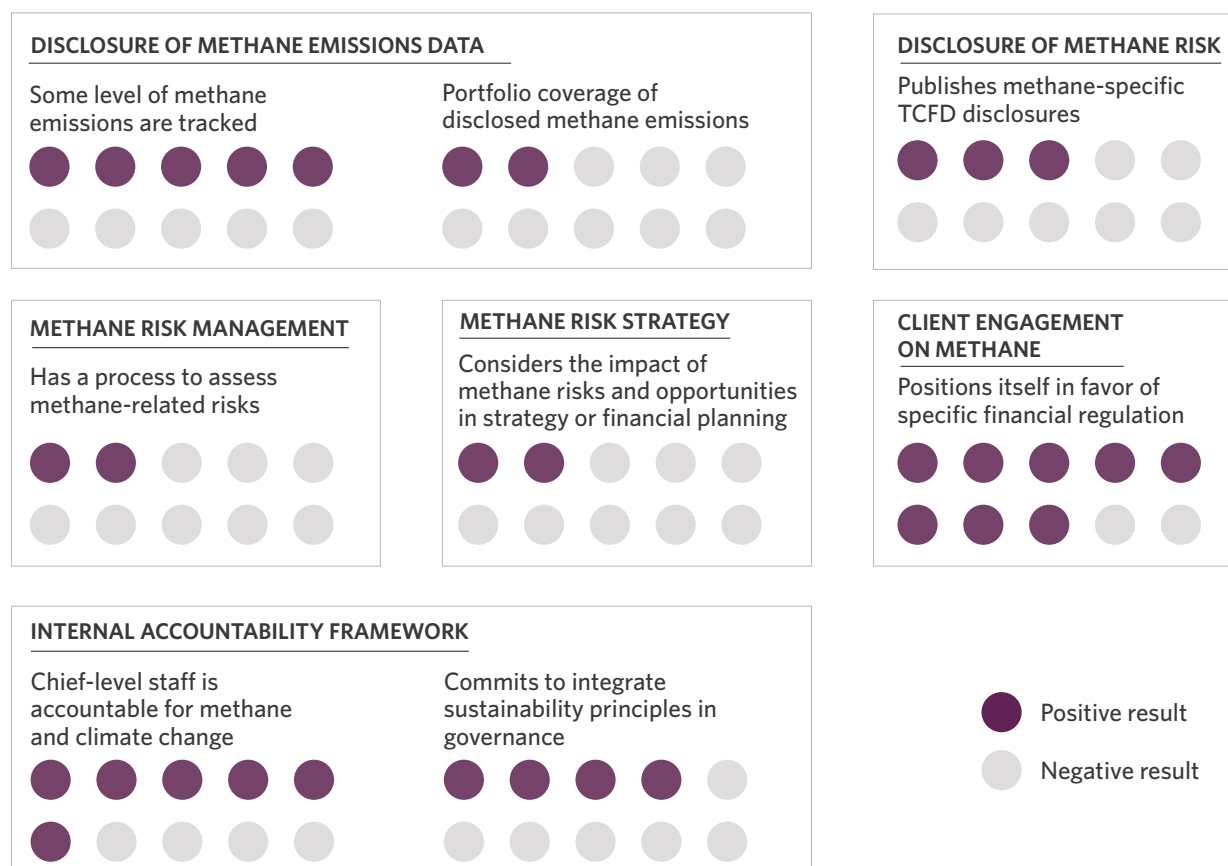 DISCLOSURE OF METHANE EMISSIONS DATA
Some level of methane
emissions are tracked
Portfolio coverage of
disclosed methane emissions
DISCLOSURE OF METHANE RISK
Publishes methane-specific
TCFD disclosures
METHANE RISK MANAGEMENT
Has a process to assess
methane-related risks
METHANE RISK STRATEGY
Considers the impact of
methane risks and opportunities
in strategy or financial planning
CLIENT ENGAGEMENT
ON METHANE
Positions itself in favor of
specific financial regulation
INTERNAL ACCOUNTABILITY FRAMEWORK
Chief-level staff is
accountable for methane
and climate change
Commits to integrate
sustainability principles in
governance
Positive result
Negative result